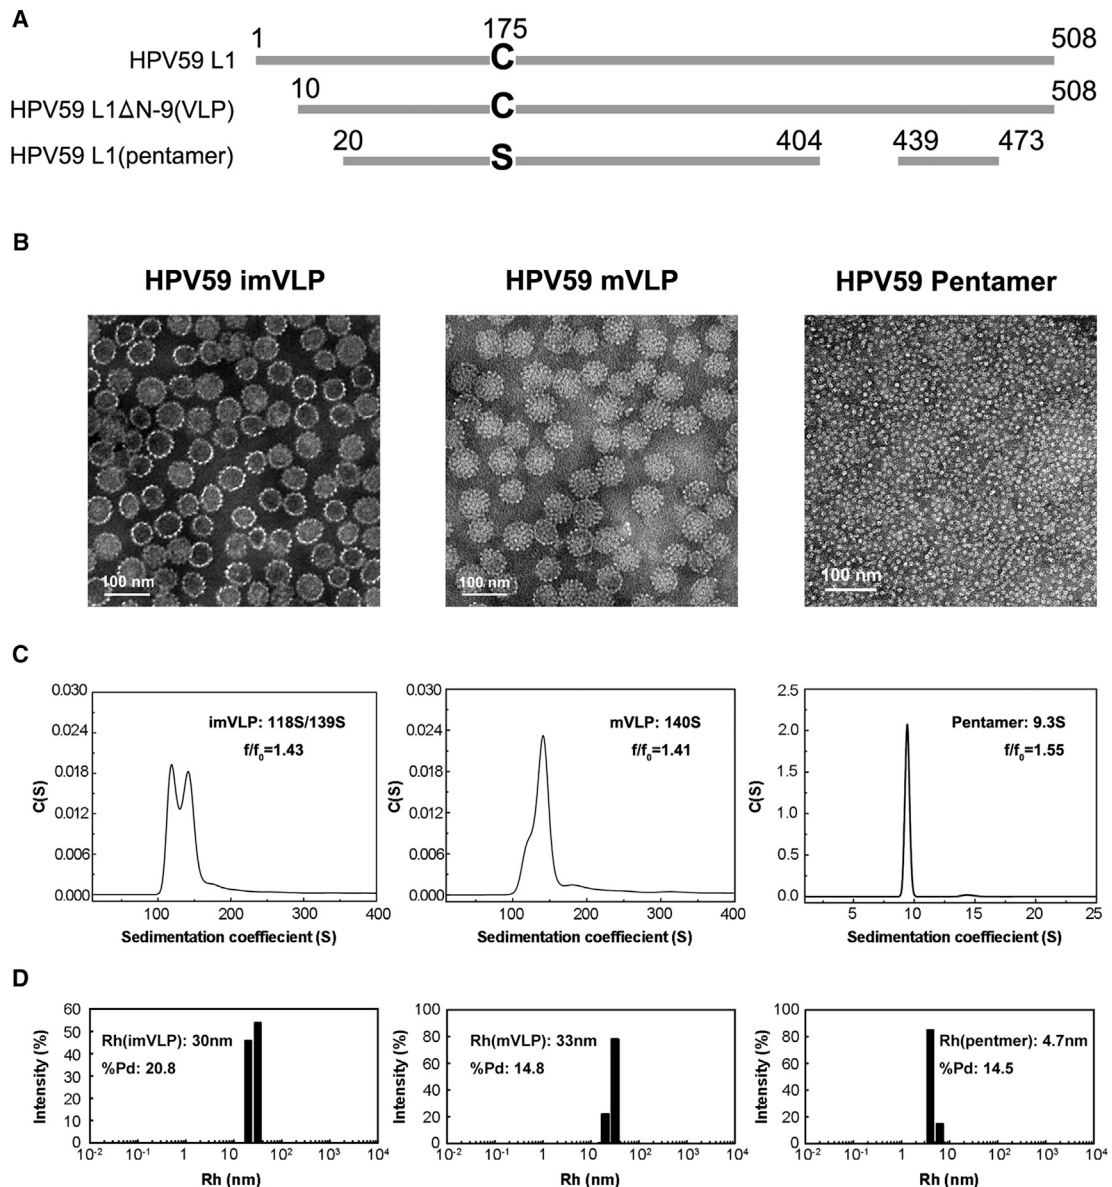 A
1 175 508
HPV59 L1 C
10 508
HPV59 L1ΔN-9(VLP) C
20 404 439 473
HPV59 L1(pentamer) S
B
HPV59 imVLP HPV59 mVLP HPV59 Pentamer
100 nm 100 nm 100 nm
C
0.030
0.024
0.018
0.012
0.006
0.000
C(S)
imVLP: 118S/139S
f/f0=1.43
100 200 300 400
Sedimentation coeffiecient (S)
0.030
0.024
0.018
0.012
0.006
0.000
C(S)
mVLP: 140S
f/f0=1.41
100 200 300 400
Sedimentation coeffiecient (S)
2.5
2.0
1.5
1.0
0.5
0.0
C(S)
Pentamer: 9.3S
f/f0=1.55
5 10 15 20 25
Sedimentation coeffiecient (S)
D
60
50
40
30
20
10
0
Intensity (%)
Rh(imVLP): 30nm
%Pd: 20.8
10-2 10-1 1 101 102 103 104
Rh (nm)
100
80
60
40
20
0
Intensity (%)
Rh(mVLP): 33nm
%Pd: 14.8
10-2 10-1 1 101 102 103 104
Rh (nm)
100
80
60
40
20
0
Intensity (%)
Rh(pentmer): 4.7nm
%Pd: 14.5
10-2 10-1 1 101 102 103 104
Rh (nm)